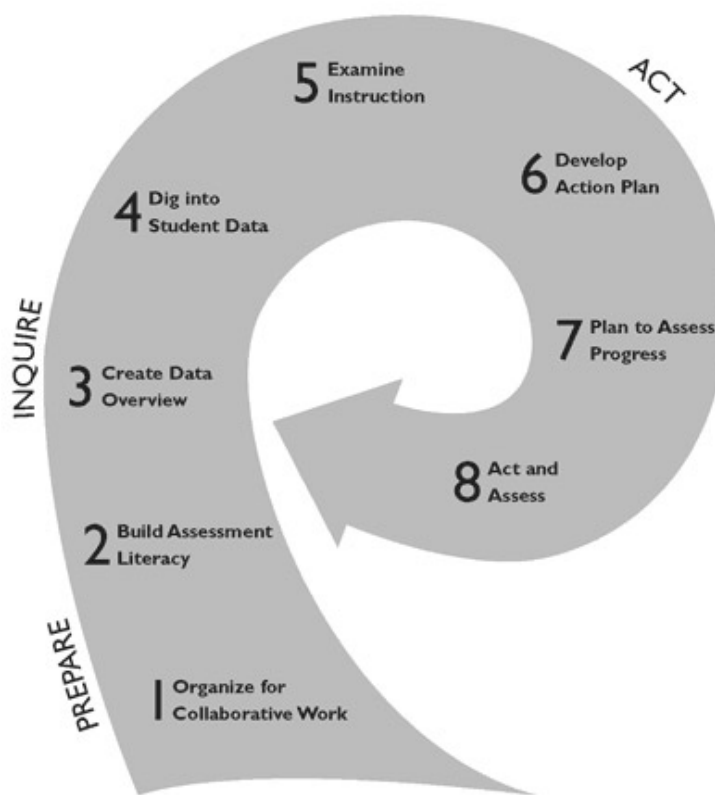 ACT
5 Examine
Instruction
6 Develop
Action Plan
4 Dig into
Student Data
INQUIRE
7 Plan to Assess
Progress
3 Create Data
Overview
8 Act and
Assess
2 Build Assessment
Literacy
PREPARE
1 Organize for
Collaborative Work